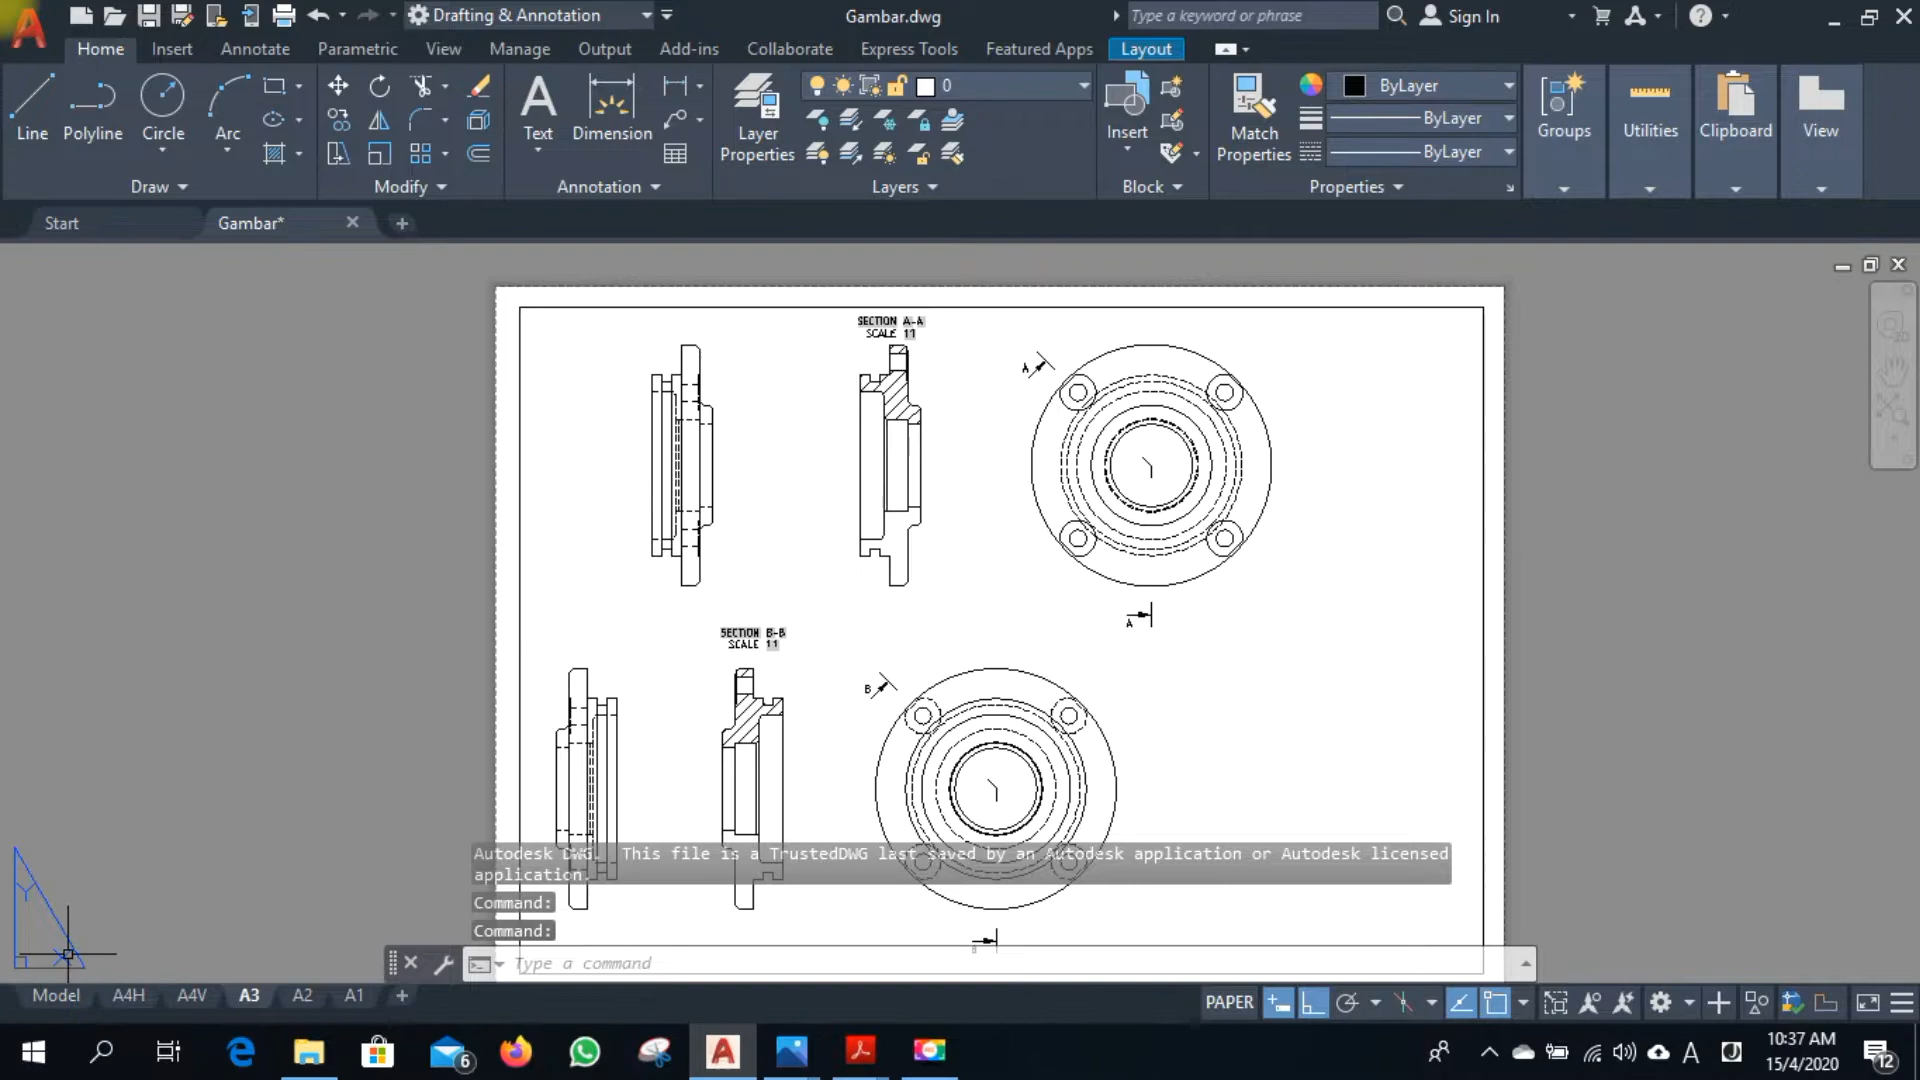 Drafting & Annotation
Gambar.dwg
Type a keyword or phrase
Sign In
Home Insert Annotate Parametric View Manage Output Add-ins Collaborate Express Tools Featured Apps Layout
Line Polyline Circle Arc
Draw
Modify
Text Dimension
Annotation
Layer Properties
0
Layers
Insert
Block
Match Properties
ByLayer
ByLayer
ByLayer
Properties
Groups
Utilities
Clipboard
View
Start
Gambar*
SECTION A-A
SCALE 1:1
A
A
SECTION B-B
SCALE 1:1
B
Autodesk DWG. This file is a TrustedDWG last saved by an Autodesk application or Autodesk licensed
application.
Command:
Command:
Type a command
Y
X
Model A4H A4V A3 A2 A1
PAPER
6
10:37 AM
15/4/2020
12